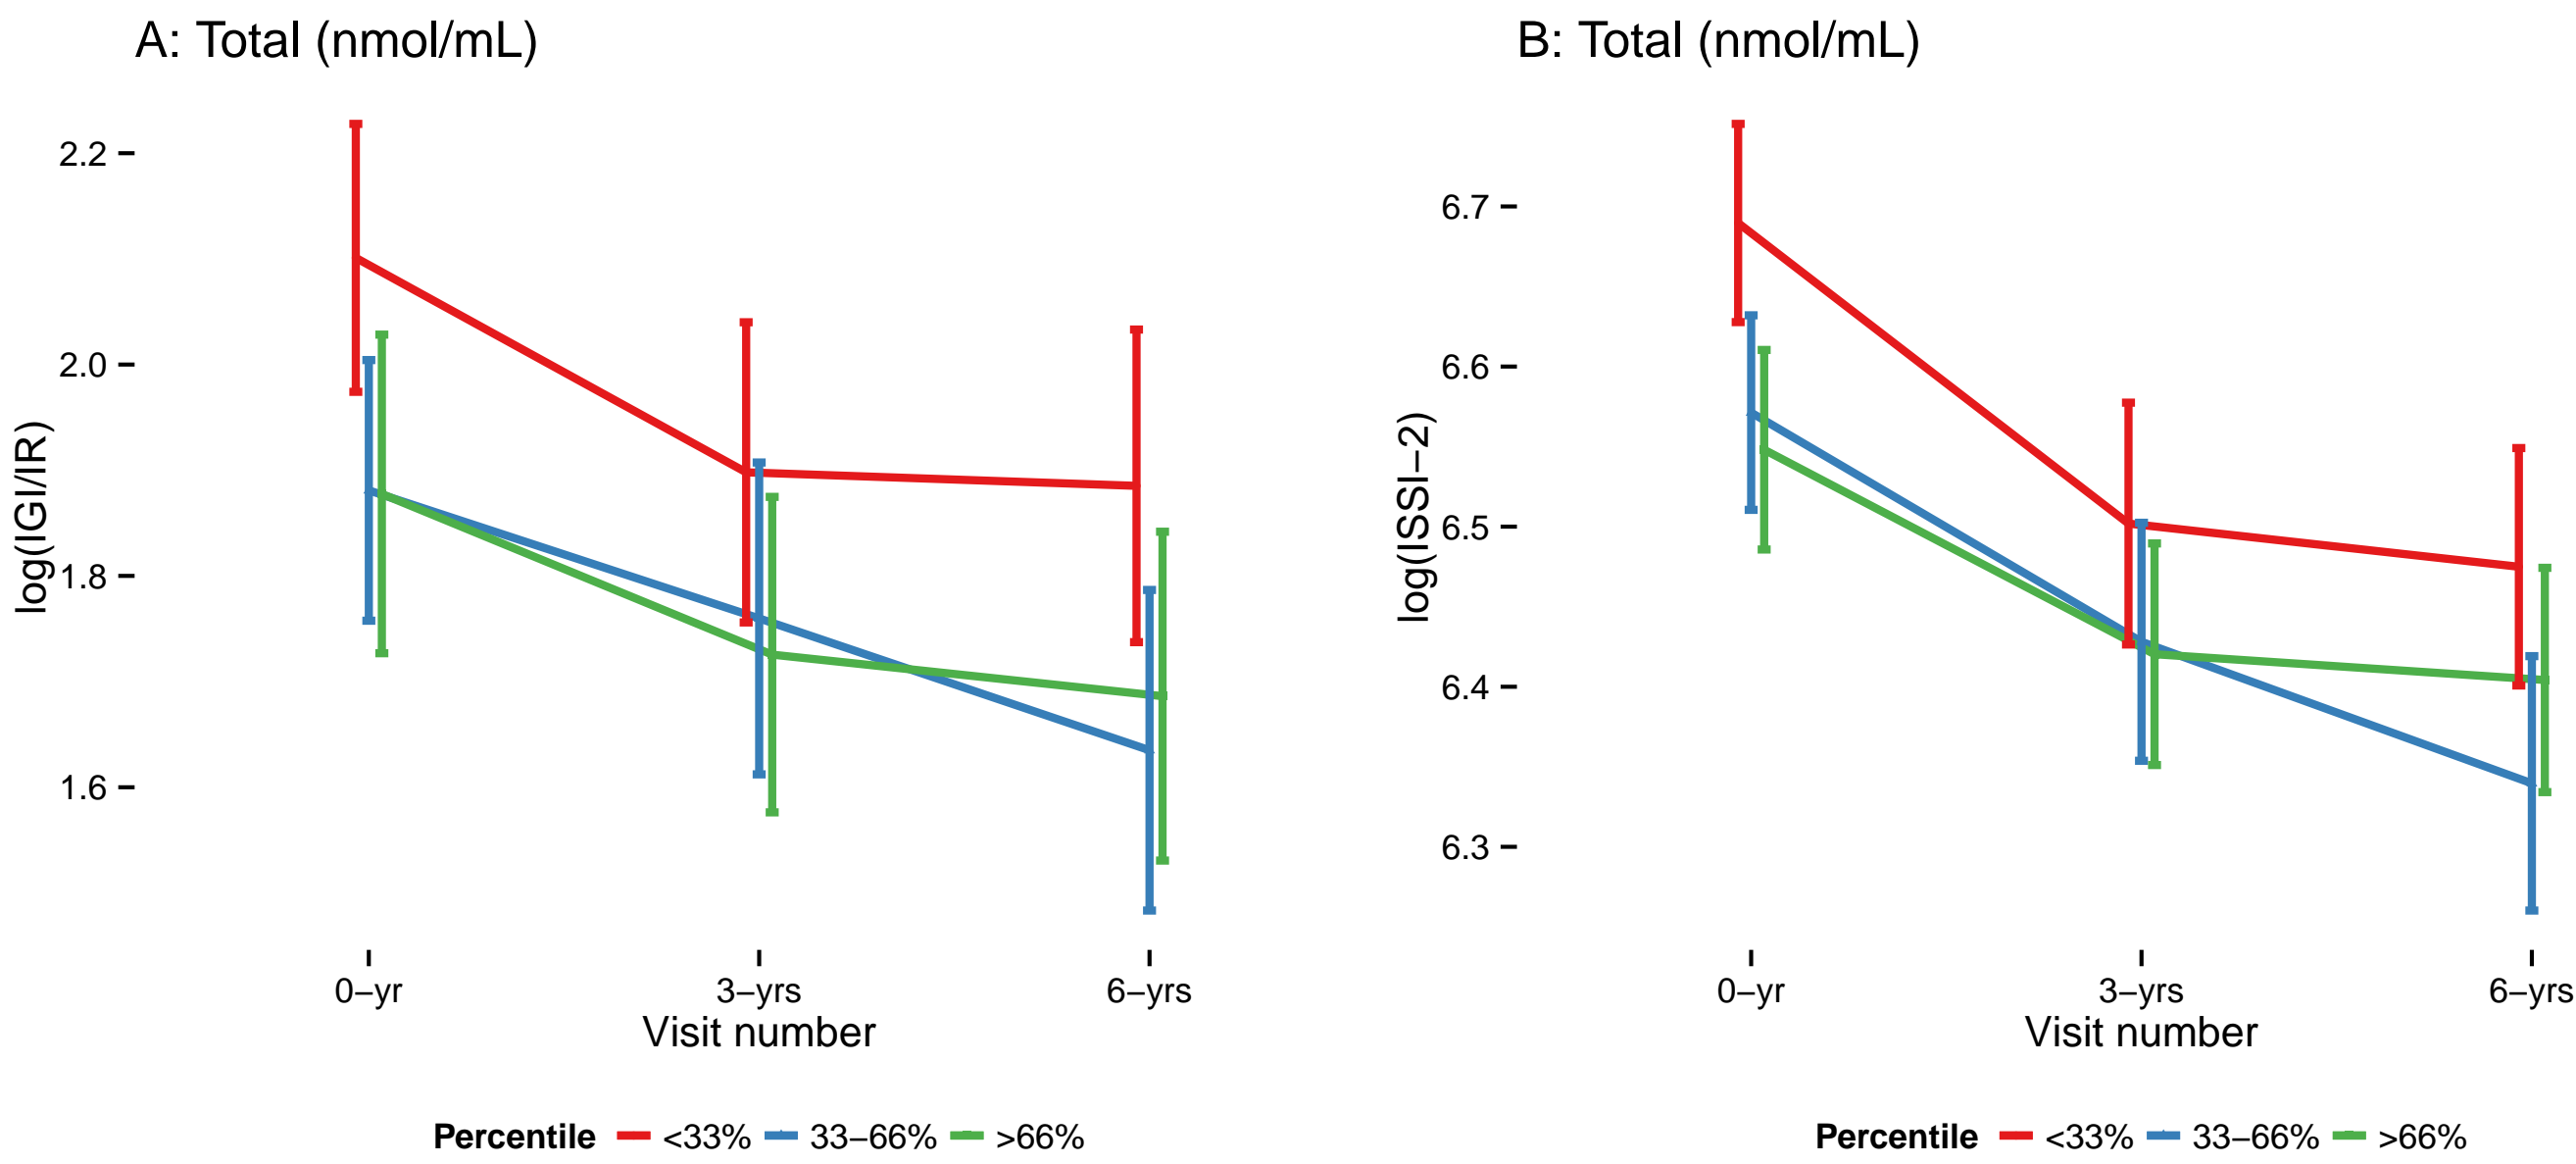 A: Total (nmol/mL)
log(IGI/IR)
2.2
2.0
1.8
1.6
0−yr 3−yrs 6−yrs
Visit number
Percentile <33% 33−66% >66%
B: Total (nmol/mL)
log(ISSI−2)
6.7
6.6
6.5
6.4
6.3
0−yr 3−yrs 6−yrs
Visit number
Percentile <33% 33−66% >66%